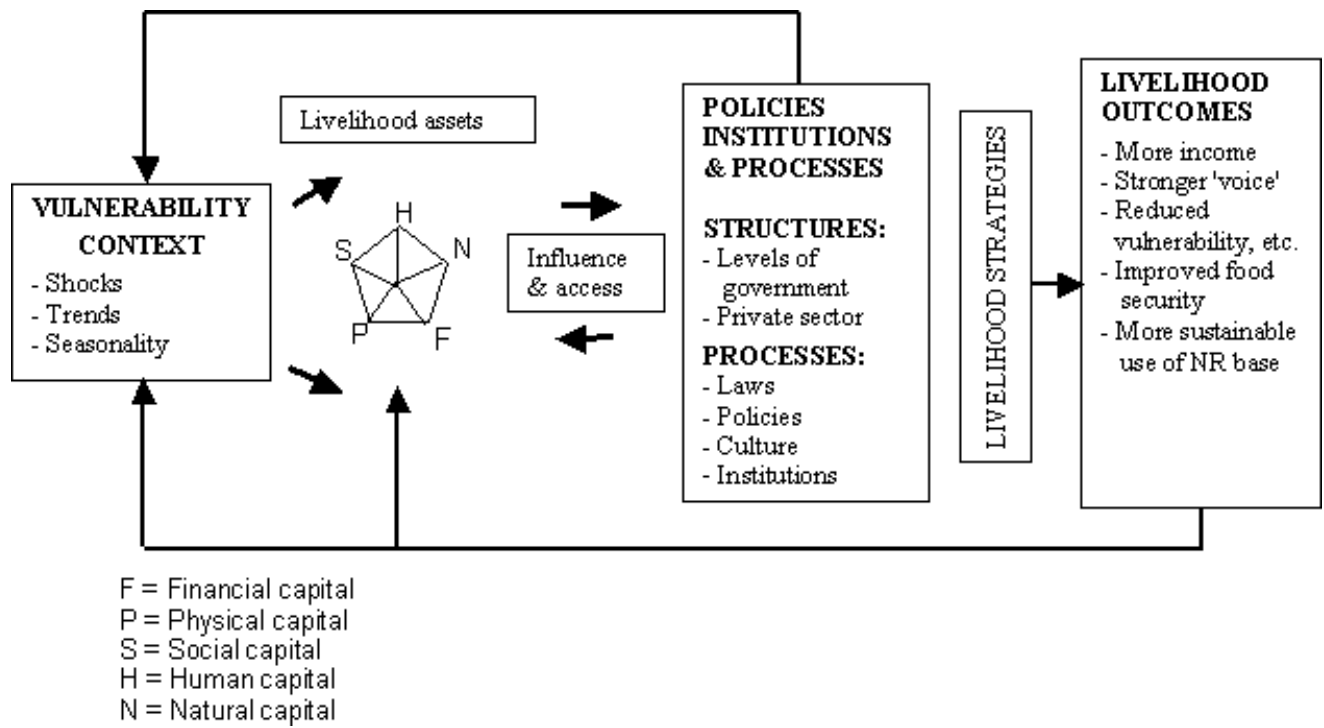 Livelihood assets
VULNERABILITY
CONTEXT
- Shocks
- Trends
- Seasonality
H
S
N
P
F
Influence
& access
POLICIES
INSTITUTIONS
& PROCESSES
STRUCTURES:
- Levels of
government
- Private sector
PROCESSES:
- Laws
- Policies
- Culture
- Institutions
LIVELIHOOD STRATEGIES
LIVELIHOOD
OUTCOMES
- More income
- Stronger 'voice'
- Reduced
vulnerability, etc.
- Improved food
security
- More sustainable
use of NR base
F = Financial capital
P = Physical capital
S = Social capital
H = Human capital
N = Natural capital